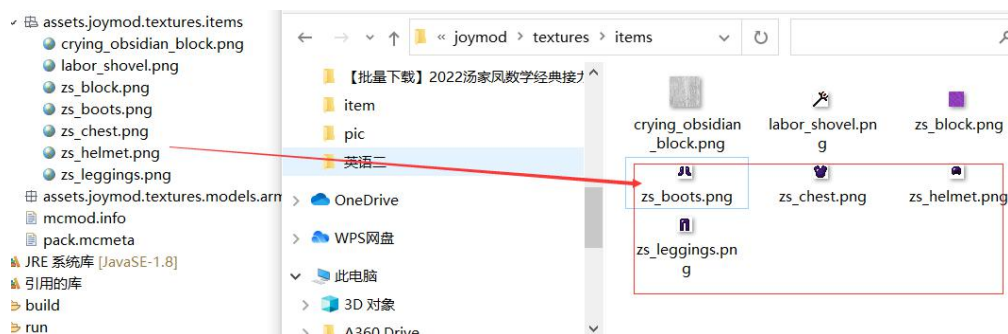 assets.joymod.textures.items
crying_obsidian_block.png
labor_shovel.png
zs_block.png
zs_boots.png
zs_chest.png
zs_helmet.png
zs_leggings.png
assets.joymod.textures.models.arm
mcmod.info
pack.mcmeta
JRE 系统库 [JavaSE-1.8]
引用的库
build
run
« joymod > textures > items
【批量下载】2022汤家凤数学经典接力
item
pic
英语二
OneDrive
WPS网盘
此电脑
3D 对象
A360 Drive
crying_obsidian
_block.png
labor_shovel.pn
g
zs_block.png
zs_boots.png
zs_chest.png
zs_helmet.png
zs_leggings.pn
g